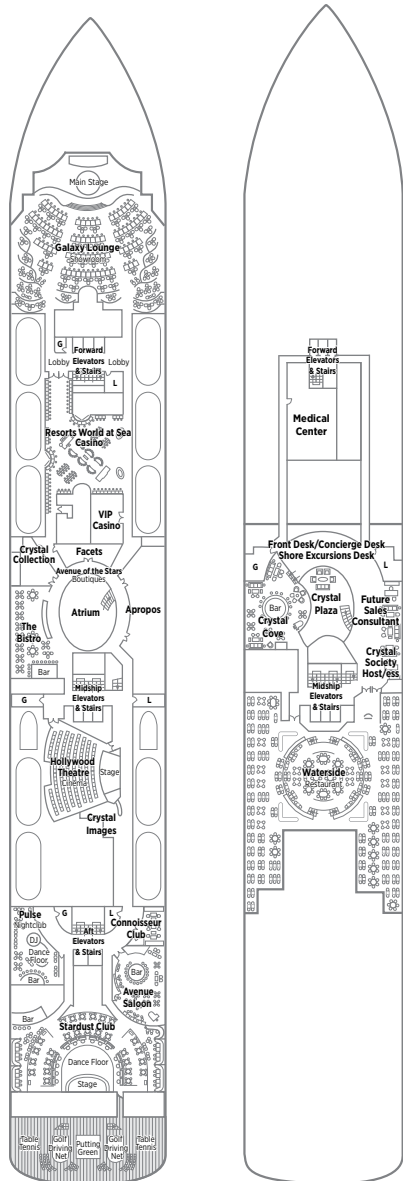 Main Stage
Galaxy Lounge
Showroom
G
Forward
Elevators
& Stairs
Lobby
Lobby
L
Resorts World at Sea
Casino
VIP
Casino
Crystal
Collection
Facets
Avenue of the Stars
Boutiques
Atrium
Apropos
The
Bistro
Bar
Midship
Elevators
& Stairs
G
L
Hollywood
Theatre
Cinema
Stage
Crystal
Images
Pulse
Nightclub
DJ
Dance
Floor
Bar
G
L
Aft
Elevators
& Stairs
Connoisseur
Club
Bar
Avenue
Saloon
Bar
Stardust Club
Dance Floor
Stage
Table
Tennis
Golf
Driving
Net
Putting
Green
Golf
Driving
Net
Table
Tennis
Forward
Elevators
& Stairs
Medical
Center
Front Desk/Concierge Desk
Shore Excursions Desk
G
L
Bar
Crystal
Cove
Crystal
Plaza
Future
Sales
Consultant
Crystal
Society
Host/ess
Midship
Elevators
& Stairs
Waterside
Restaurant